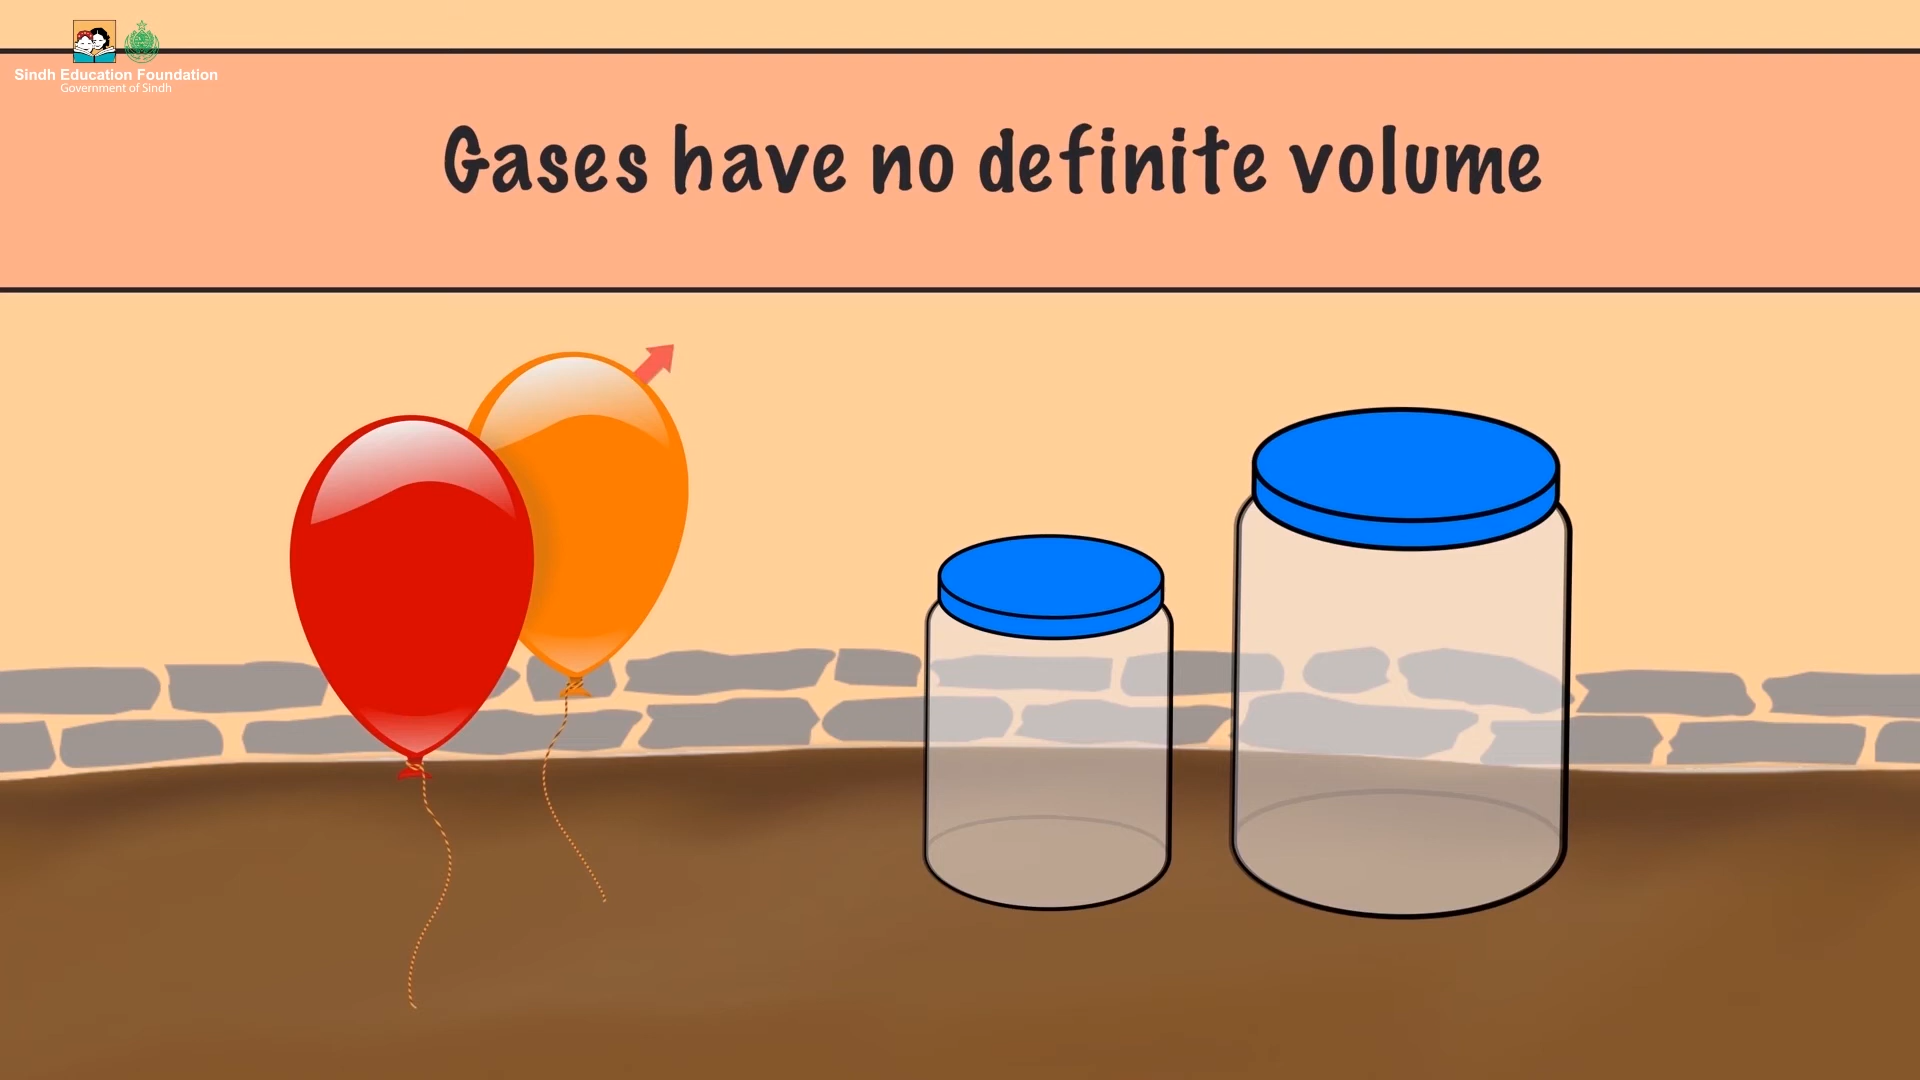 Sindh Education Foundation
Government of Sindh
Gases have no definite volume